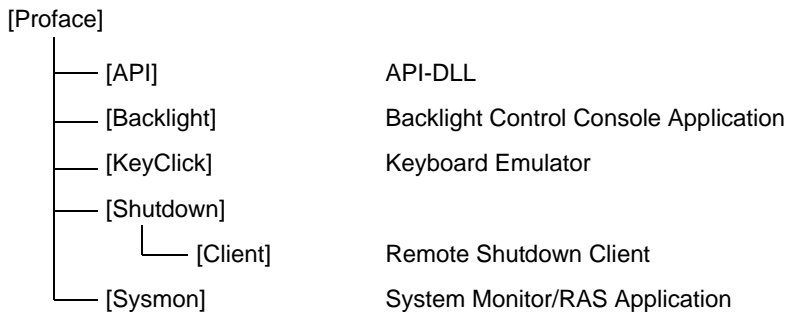 [Proface]
[API] API-DLL
[Backlight] Backlight Control Console Application
[KeyClick] Keyboard Emulator
[Shutdown]
[Client] Remote Shutdown Client
[Sysmon] System Monitor/RAS Application